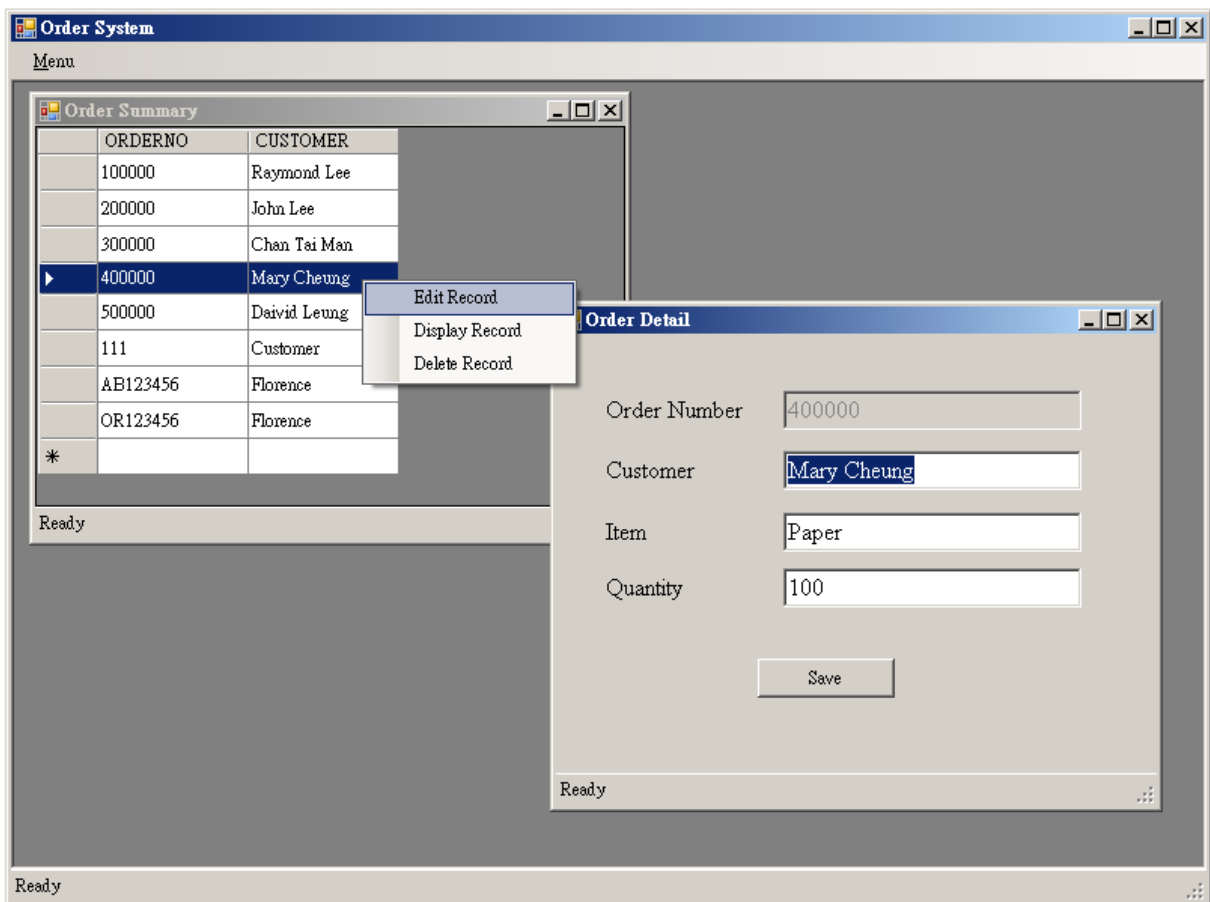 Order System
Menu
Order Summary
ORDERNO CUSTOMER
100000 Raymond Lee
200000 John Lee
300000 Chan Tai Man
400000 Mary Cheung
500000 Daivid Leung
111 Customer
AB123456 Florence
OR123456 Florence
Ready
Edit Record
Display Record
Delete Record
Order Detail
Order Number 400000
Customer Mary Cheung
Item Paper
Quantity 100
Save
Ready
Ready